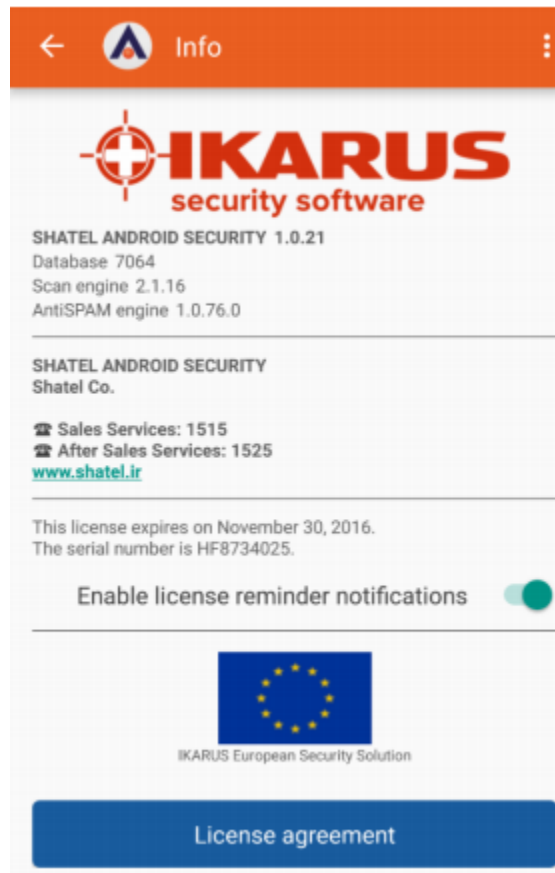 Info
IKARUS
security software
SHATEL ANDROID SECURITY 1.0.21
Database 7064
Scan engine 2.1.16
AntiSPAM engine 1.0.76.0
SHATEL ANDROID SECURITY
Shatel Co.
☎ Sales Services: 1515
☎ After Sales Services: 1525
www.shatel.ir
This license expires on November 30, 2016.
The serial number is HF8734025.
Enable license reminder notifications
IKARUS European Security Solution
License agreement